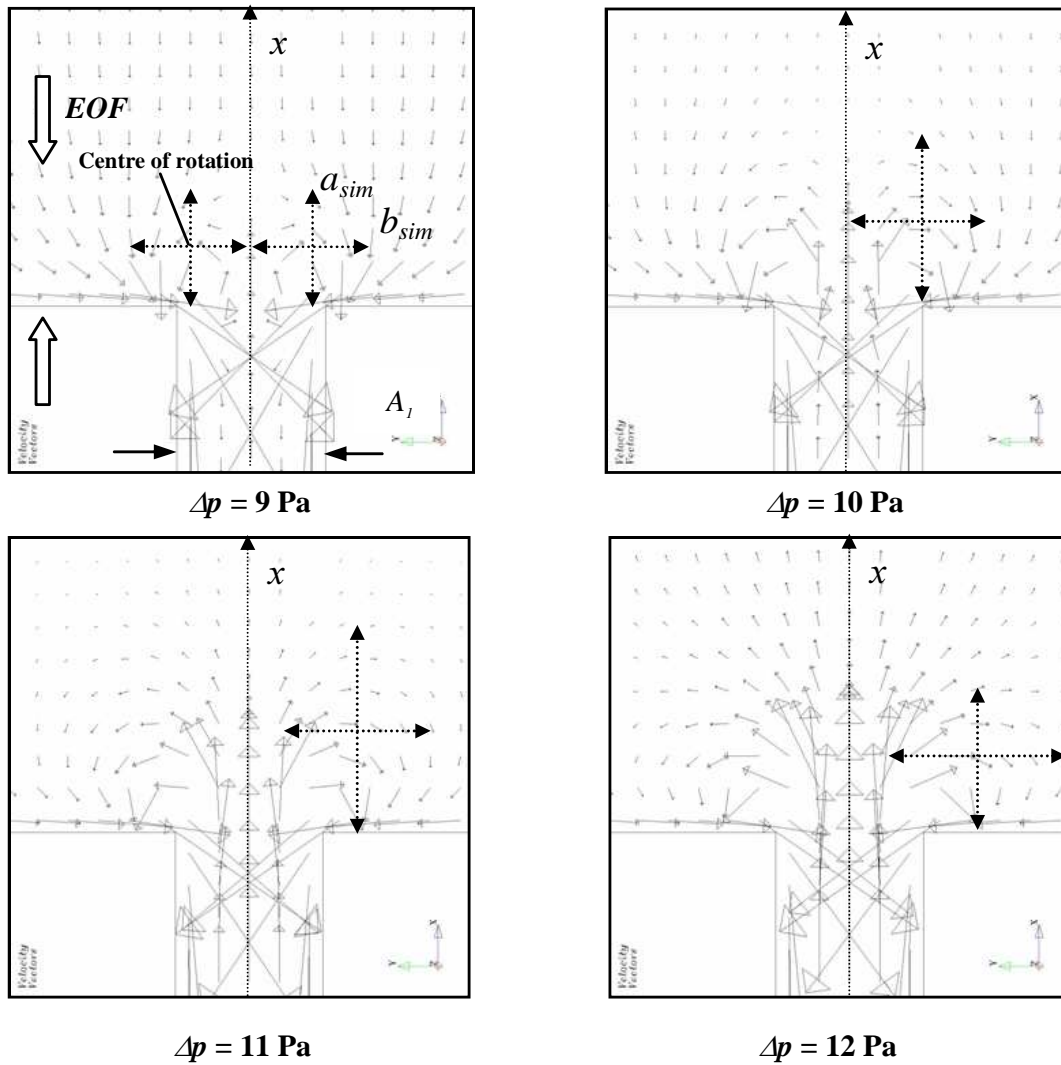 x
x
EOF
Centre of rotation
a_sim
b_sim
A_1
Velocity
Vectors
Y
X
Z
Velocity
Vectors
Y
X
Z
Δp = 9 Pa
Δp = 10 Pa
x
x
Velocity
Vectors
Y
X
Z
Velocity
Vectors
Y
X
Z
Δp = 11 Pa
Δp = 12 Pa